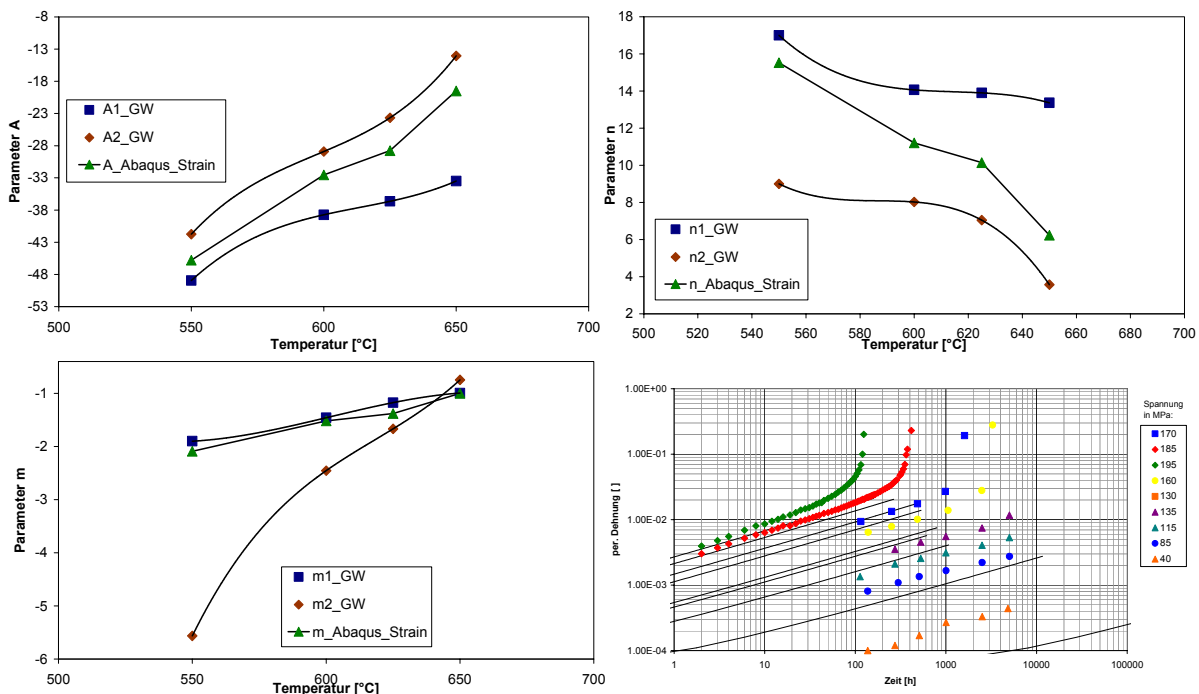 -8
-13
-18
-23
-28
-33
-38
-43
-48
-53
500 550 600 650 700
Parameter A
Temperatur [°C]
A1_GW
A2_GW
A_Abaqus_Strain
18
16
14
12
10
8
6
4
2
500 520 540 560 580 600 620 640 660 680 700
Parameter n
Temperatur [°C]
n1_GW
n2_GW
n_Abaqus_Strain
-1
-2
-3
-4
-5
-6
500 550 600 650 700
Parameter m
Temperatur [°C]
m1_GW
m2_GW
m_Abaqus_Strain
1.00E+00
1.00E-01
1.00E-02
1.00E-03
1.00E-04
1 10 100 1000 10000 100000
per. Dehnung [ ]
Zeit [h]
Spannung
in MPa:
170
185
195
160
130
135
115
85
40